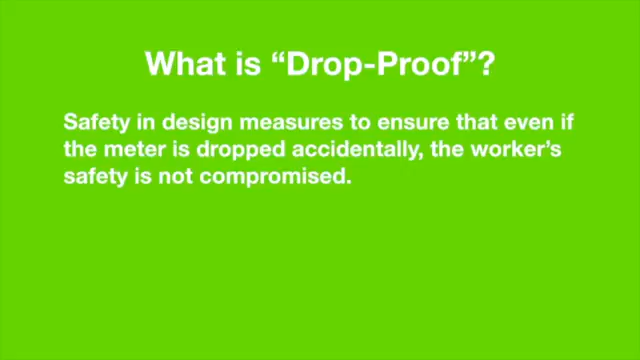 What is “Drop-Proof”?
Safety in design measures to ensure that even if
the meter is dropped accidentally, the worker’s
safety is not compromised.